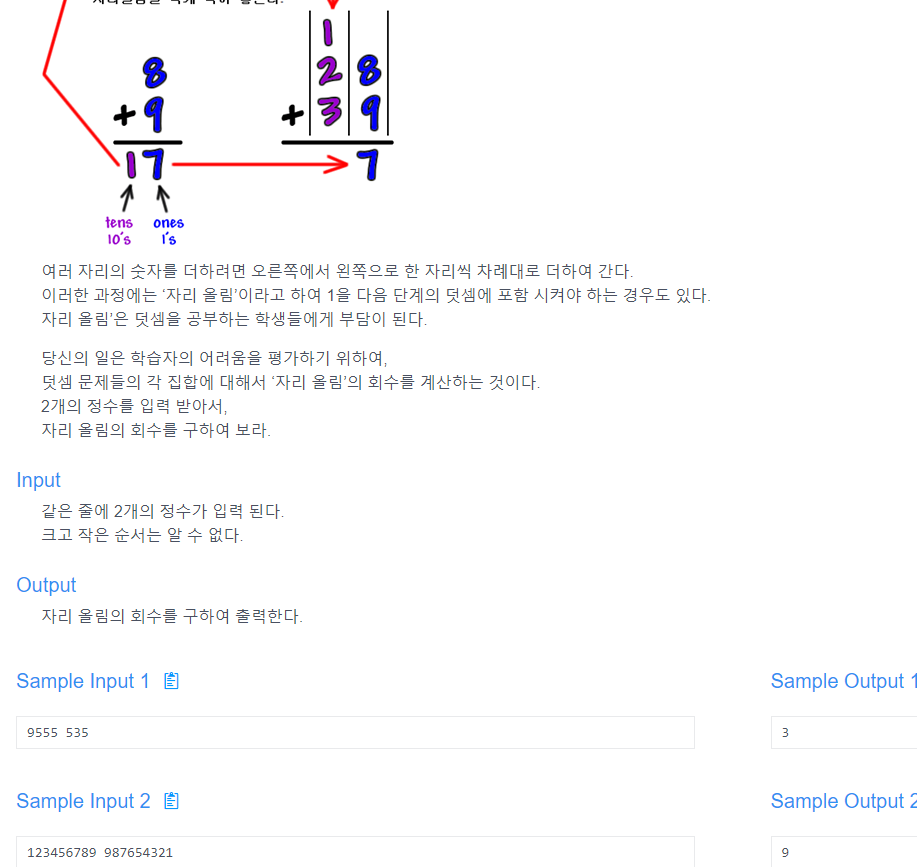 1
8
2 8
+ 9
+ 3 9
17
7
tens
10's
ones
1's
여러 자리의 숫자를 더하려면 오른쪽에서 왼쪽으로 한 자리씩 차례대로 더하여 간다.
이러한 과정에는 ‘자리 올림’이라고 하여 1을 다음 단계의 덧셈에 포함 시켜야 하는 경우도 있다.
자리 올림’은 덧셈을 공부하는 학생들에게 부담이 된다.
당신의 일은 학습자의 어려움을 평가하기 위하여,
덧셈 문제들의 각 집합에 대해서 ‘자리 올림’의 회수를 계산하는 것이다.
2개의 정수를 입력 받아서,
자리 올림의 회수를 구하여 보라.
Input
같은 줄에 2개의 정수가 입력 된다.
크고 작은 순서는 알 수 없다.
Output
자리 올림의 회수를 구하여 출력한다.
Sample Input 1
Sample Output 1
9555 535
3
Sample Input 2
Sample Output 2
123456789 987654321
9